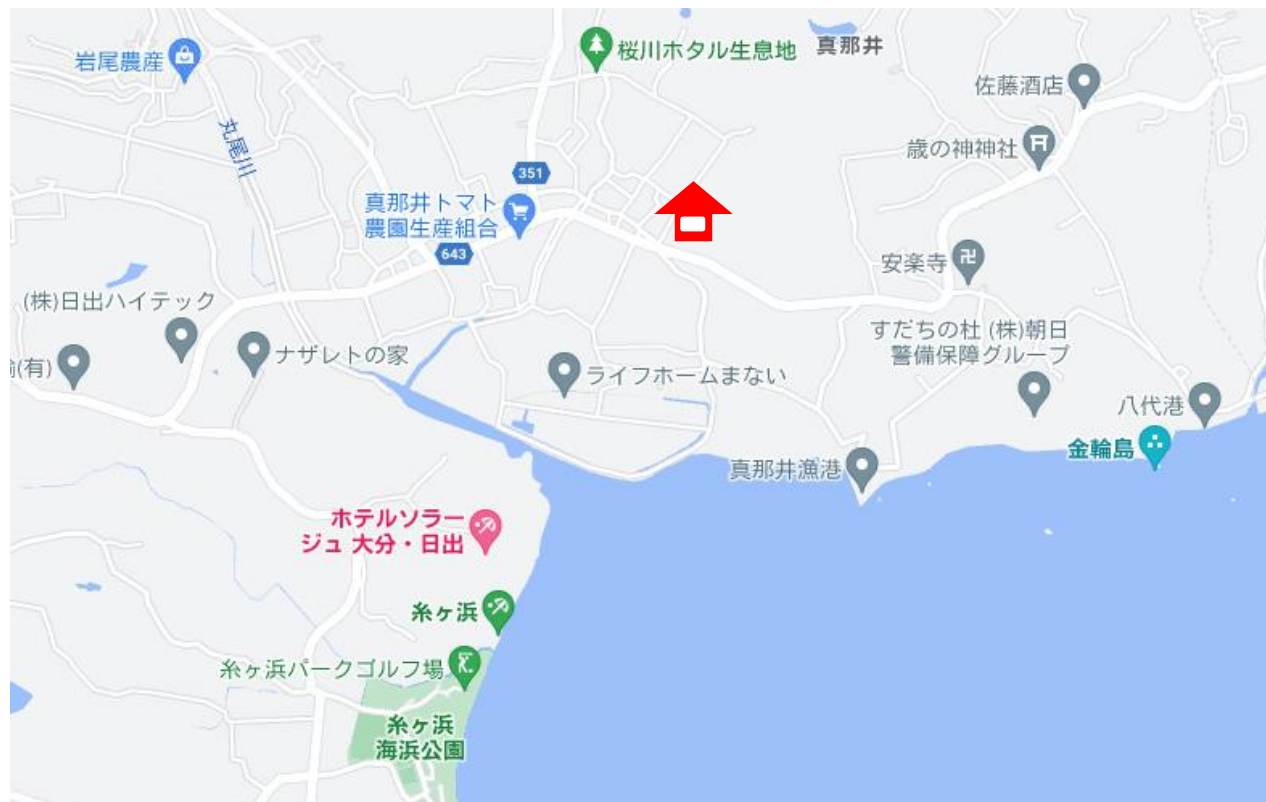 桜川ホタル生息地
真那井
岩尾農産
佐藤酒店
丸尾川
歳の神神社
351
真那井トマト
農園生産組合
643
安楽寺
(株)日出ハイテック
すだちの杜 (株)朝日
警備保障グループ
ナザレトの家
(有)
ライフホームまない
八代港
金輪島
真那井漁港
ホテルソラー
ジュ 大分・日出
糸ヶ浜
糸ヶ浜パークゴルフ場
糸ヶ浜
海浜公園